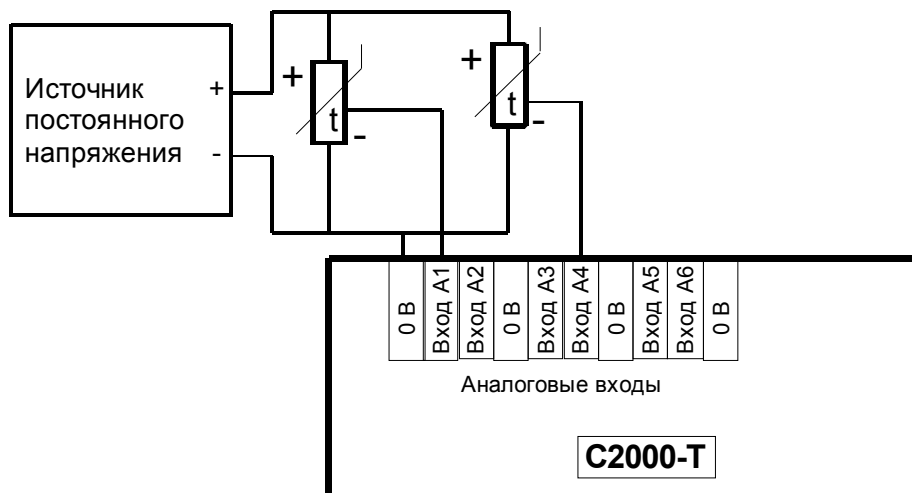 Источник
постоянного
напряжения
+
-
+
t
-
+
t
-
0 В
Вход А1
Вход А2
0 В
Вход А3
Вход А4
0 В
Вход А5
Вход А6
0 В
Аналоговые входы
С2000-Т